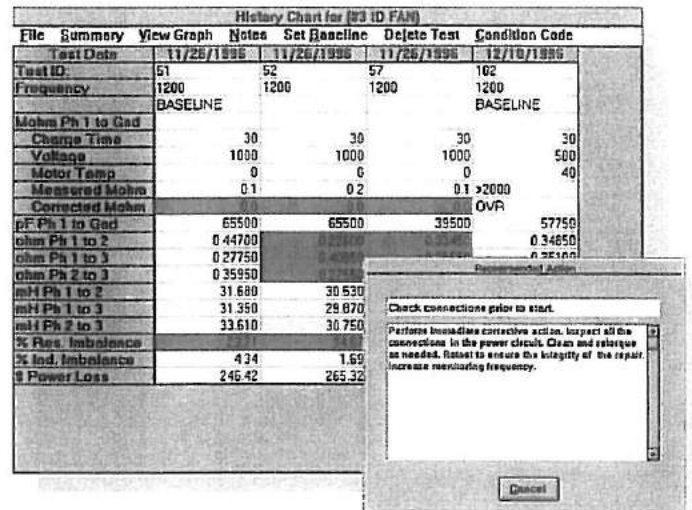 History Chart for [#3 ID FAN]
File Summary View Graph Notes Set Baseline Delete Test Condition Code
Test Date 11/26/1996 11/26/1996 11/26/1996 12/10/1996
Test ID: 51 52 57 102
Frequency 1200 1200 1200 1200
BASELINE BASELINE
Mohm Ph 1 to Gnd
Charge Time 30 30 30 30
Voltage 1000 1000 1000 500
Motor Temp 0 0 0 40
Measured Mohm 0.1 0.2 0.1 >2000
Corrected Mohm OVR
pF Ph 1 to Gnd 65500 65500 39500 57750
ohm Ph 1 to 2 0.44700 0.34850
ohm Ph 1 to 3 0.27750 0.35100
ohm Ph 2 to 3 0.35950
mH Ph 1 to 2 31.680 30.530
mH Ph 1 to 3 31.350 29.870
mH Ph 2 to 3 33.610 30.750
% Res. Imbalance
% Ind. Imbalance 4.34 1.69
$ Power Loss 246.42 265.32
Recommended Action
Check connections prior to start.
Perform immediate corrective action. Inspect all the
connections in the power circuit. Clean and retorque
as needed. Retest to ensure the integrity of the repair.
Increase monitoring frequency.
Cancel